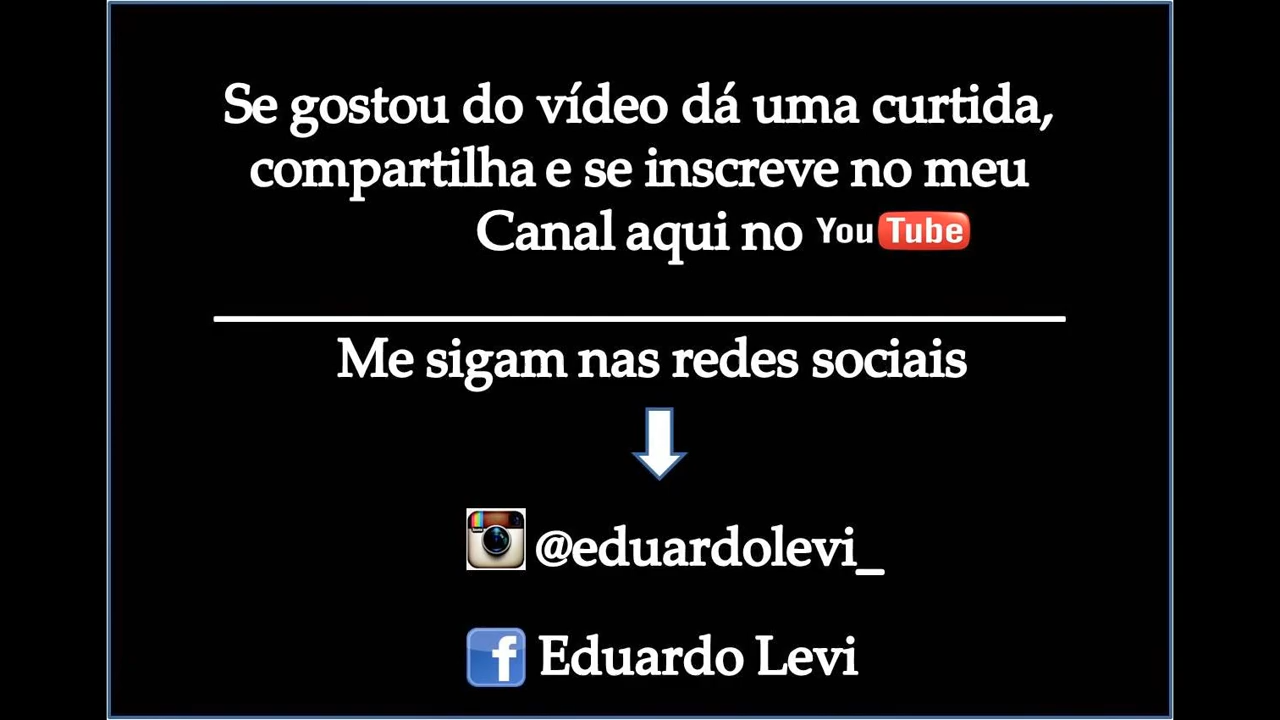 Se gostou do vídeo dá uma curtida,
compartilha e se inscreve no meu
Canal aqui no YouTube
Me sigam nas redes sociais
@eduardolevi_
f Eduardo Levi